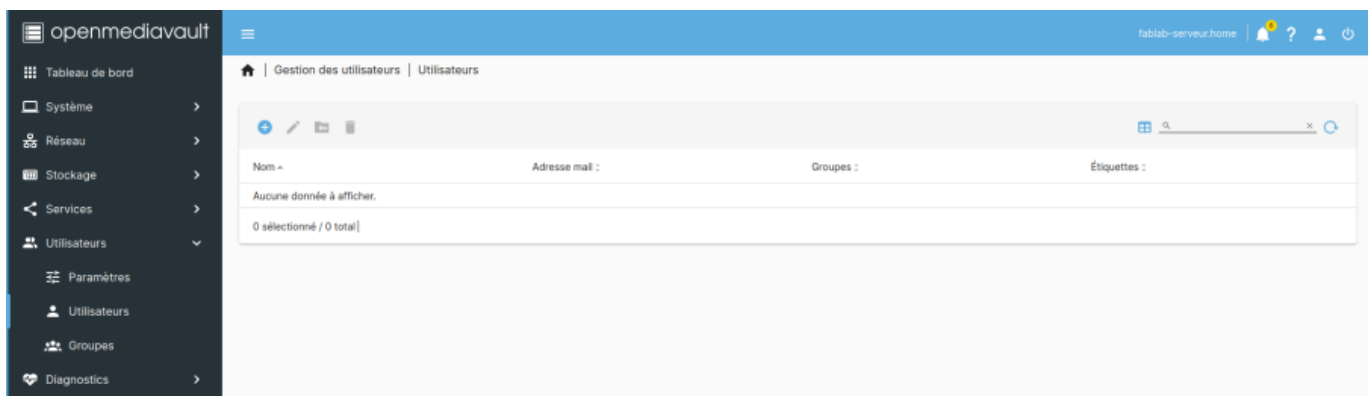 openmediavault
fablab-serveur.home
6
?
Tableau de bord
Gestion des utilisateurs | Utilisateurs
Système
Réseau
Stockage
Services
Utilisateurs
Paramètres
Utilisateurs
Groupes
Diagnostics
Nom
Adresse mail
Groupes
Étiquettes
Aucune donnée à afficher.
0 sélectionné / 0 total